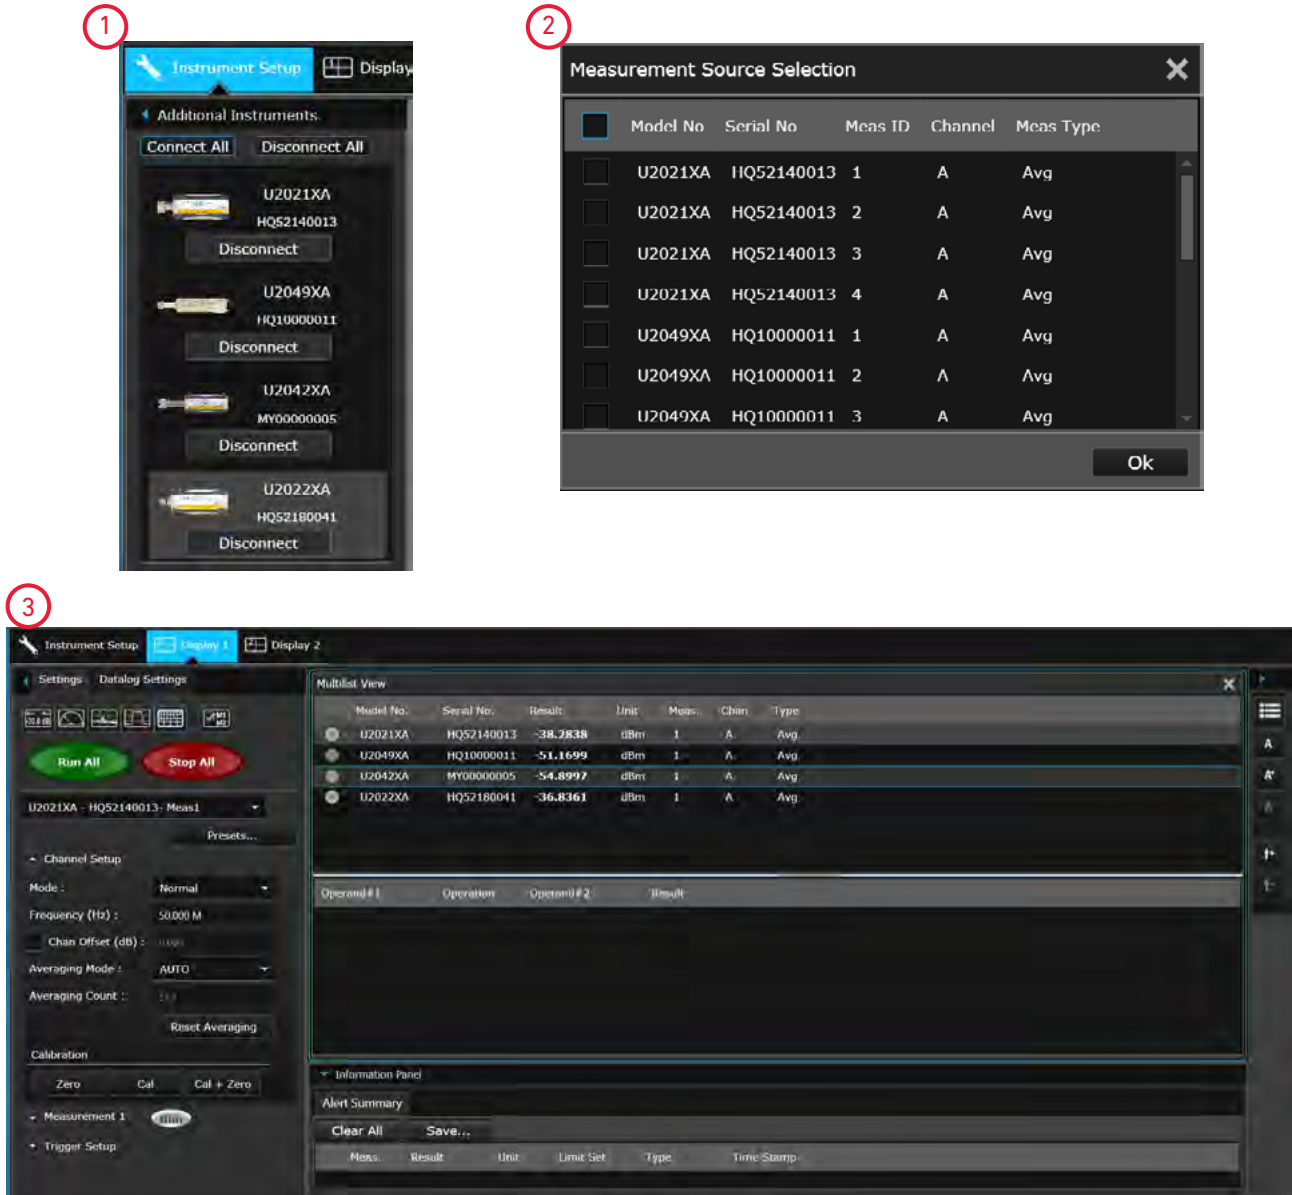 1
Instrument Setup Display
Additional Instruments
Connect All Disconnect All
U2021XA
HQ52140013
Disconnect
U2049XA
HQ10000011
Disconnect
U2042XA
MY00000005
Disconnect
U2022XA
HQ52180041
Disconnect
2
Measurement Source Selection
Model No Serial No Meas ID Channel Meas Type
U2021XA HQ52140013 1 A Avg
U2021XA HQ52140013 2 A Avg
U2021XA HQ52140013 3 A Avg
U2021XA HQ52140013 4 A Avg
U2049XA HQ10000011 1 A Avg
U2049XA HQ10000011 2 A Avg
U2049XA HQ10000011 3 A Avg
Ok
3
Instrument Setup Display 1 Display 2
Settings Datalog Settings
Run All Stop All
U2021XA - HQ52140013- Meas1
Presets...
Channel Setup
Mode : Normal
Frequency (Hz) : 50.000 M
Chan Offset (dB) :
Averaging Mode : AUTO
Averaging Count :
Reset Averaging
Calibration
Zero Cal Cal + Zero
Measurement 1
Trigger Setup
Multilist View
Model No. Serial No. Result Unit Meas. Chan Type
U2021XA HQ52140013 -38.2838 dBm 1 A Avg
U2049XA HQ10000011 -51.1699 dBm 1 A Avg
U2042XA MY00000005 -54.8997 dBm 1 A Avg
U2022XA HQ52180041 -36.8361 dBm 1 A Avg
Operand#1 Operation Operand#2 Result
Information Panel
Alert Summary
Clear All Save...
Meas. Result Unit Limit Set Type Time Stamp
A